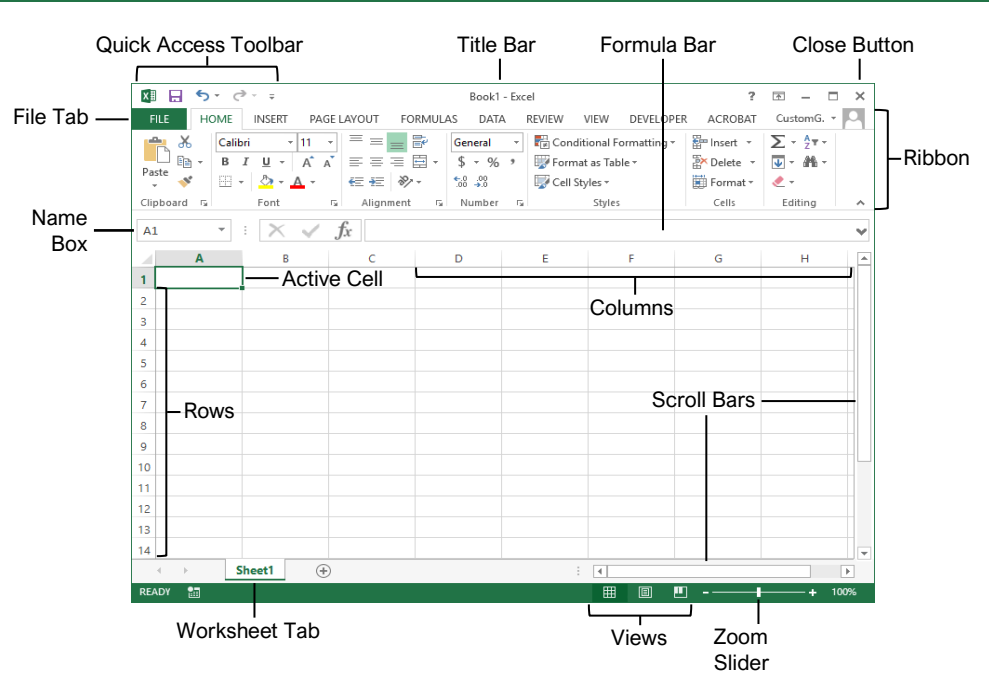 Quick Access Toolbar Title Bar Formula Bar Close Button
Book1 - Excel ?
File Tab
FILE HOME INSERT PAGE LAYOUT FORMULAS DATA REVIEW VIEW DEVELOPER ACROBAT CustomG.
Calibri 11 General Conditional Formatting Insert Σ A Z
Ribbon
Paste B I U A A $ % , Format as Table Delete
A .00 .0 Cell Styles Format
Clipboard Font Alignment Number Styles Cells Editing
Name
Box
A1 fx
A B C D E F G H
1 Active Cell
2 Columns
3
4
5
6
7 Scroll Bars
Rows
8
9
10
11
12
13
14
Sheet1 +
READY - + 100%
Worksheet Tab Views Zoom
Slider